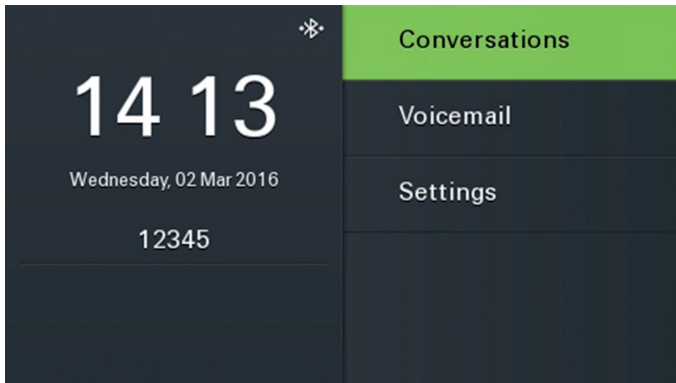 14 13
Wednesday, 02 Mar 2016
12345
Conversations
Voicemail
Settings